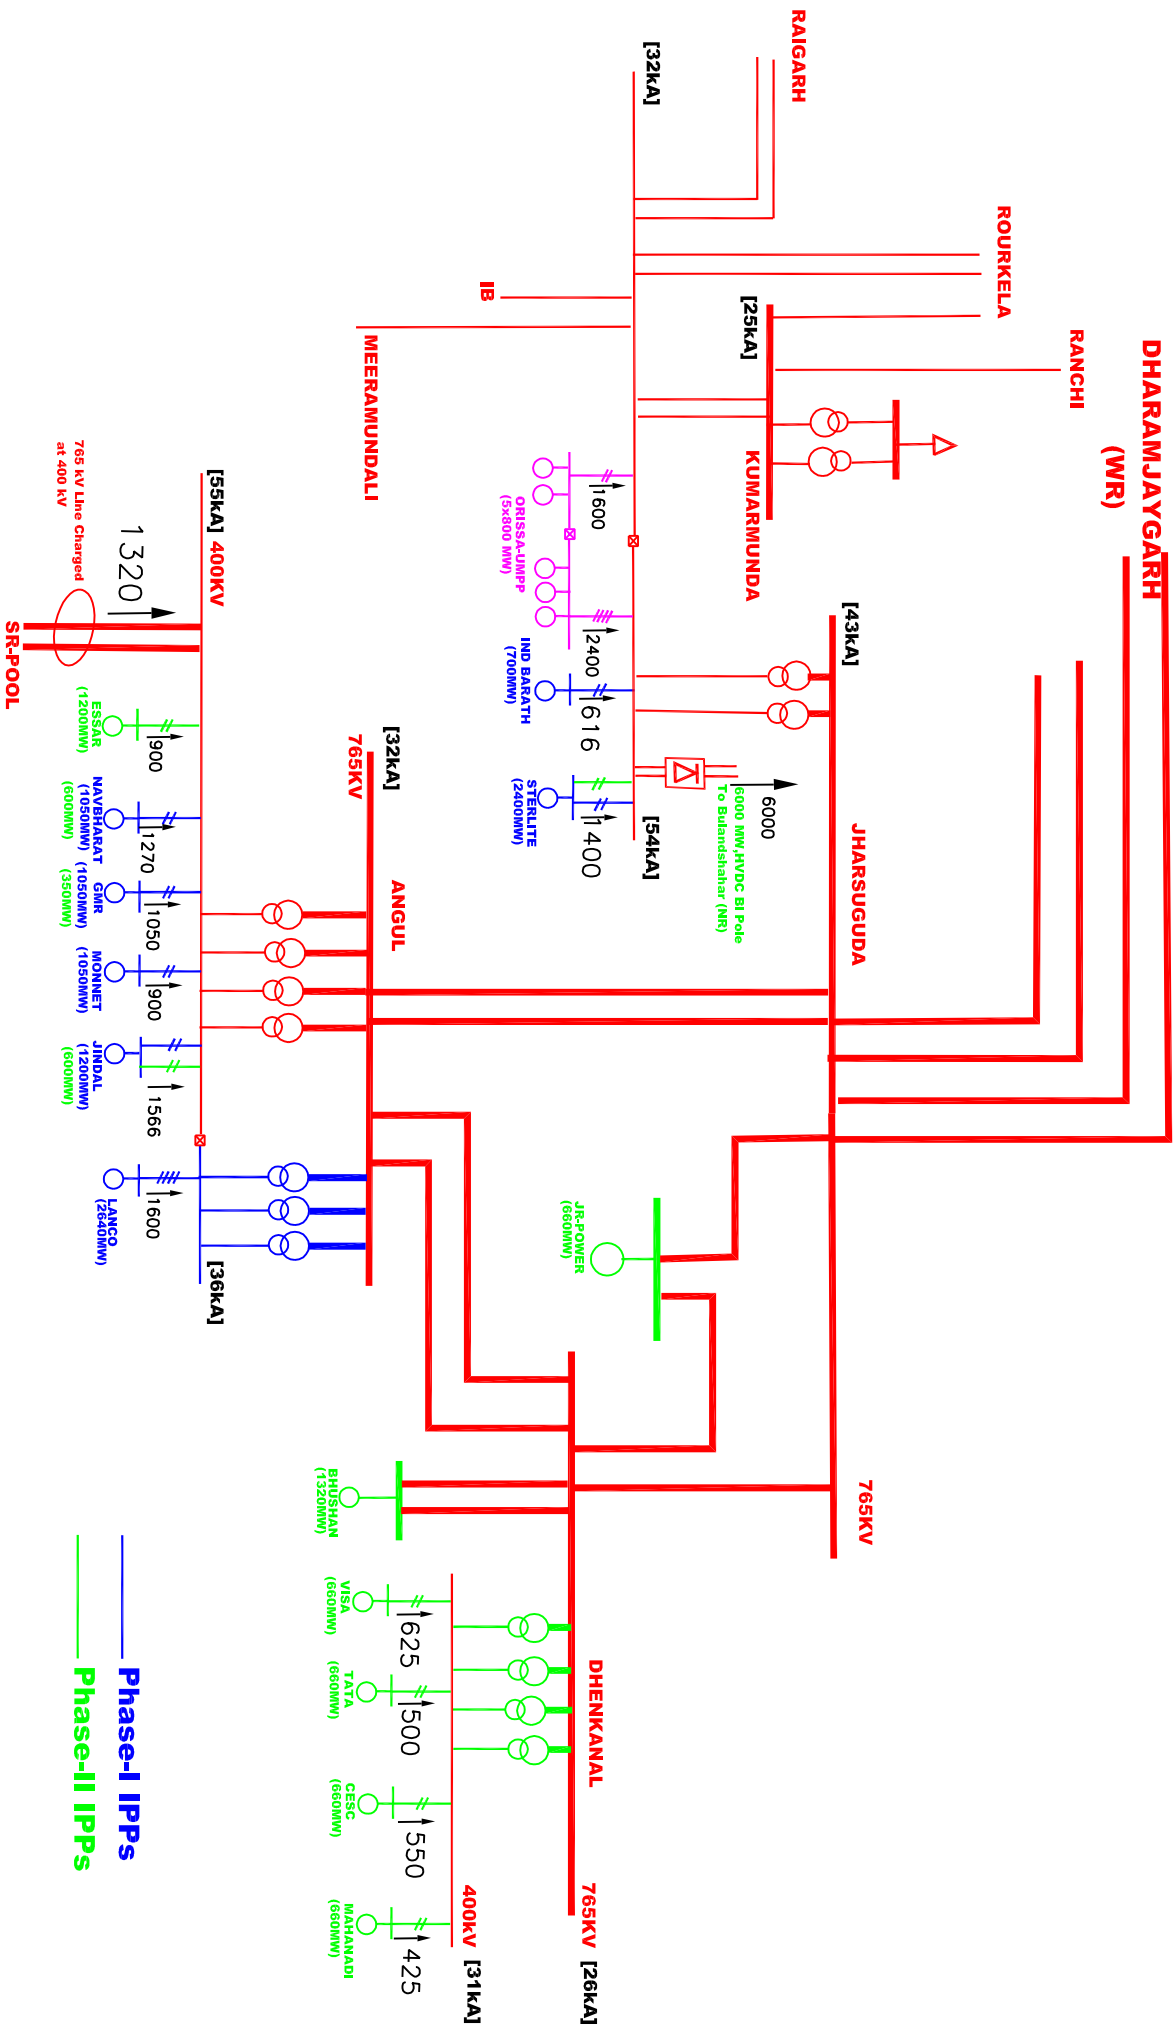 DHARAMJAYGARH
(WR)
RANCHI
ROURKELA
RAIGARH
[32kA]
[25kA]
KUMARMUNDA
[43kA]
JHARSUGUDA
765KV
IB
MEERAMUNDALI
1600
ORISSA-UMPP
(5x800 MW)
2400
IND BARATH
(700MW)
616
STERLITE
(2400MW)
1400
[54kA]
6000
6000 MW,HVDC Bi Pole
To Bulandshahar (NR)
JR-POWER
(660MW)
[32kA]
765KV
ANGUL
[55kA] 400KV
765 kV Line Charged
at 400 kV
1320
SR-POOL
ESSAR
(1200MW)
900
NAVBHARAT
(1050MW)
(600MW)
1270
GMR
(1050MW)
(350MW)
1050
MONNET
(1050MW)
900
JINDAL
(1200MW)
(600MW)
1566
LANCO
(2640MW)
1600
[36kA]
BHUSHAN
(1320MW)
DHENKANAL
765KV [26kA]
400kV [31kA]
VISA
(660MW)
625
TATA
(660MW)
500
CESC
(660MW)
550
MAHANADI
(660MW)
425
Phase-I IPPs
Phase-II IPPs